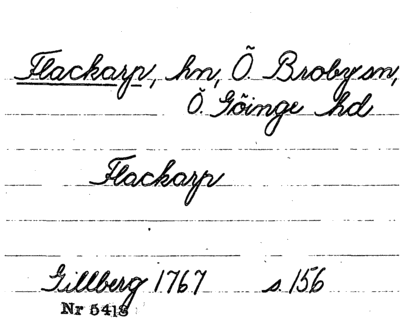 Flackarp, hn, Ö. Broby sn,
Ö. Göinge hd
Flackarp
Gillberg 1767 s. 156
Nr 5418